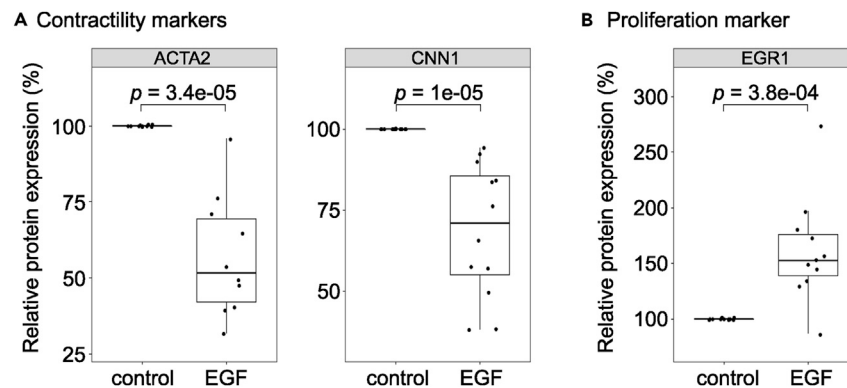 A Contractility markers
B Proliferation marker
ACTA2
CNN1
EGR1
Relative protein expression (%)
p = 3.4e-05
100
75
50
25
control EGF
p = 1e-05
100
75
50
control EGF
Relative protein expression (%)
p = 3.8e-04
300
250
200
150
100
control EGF